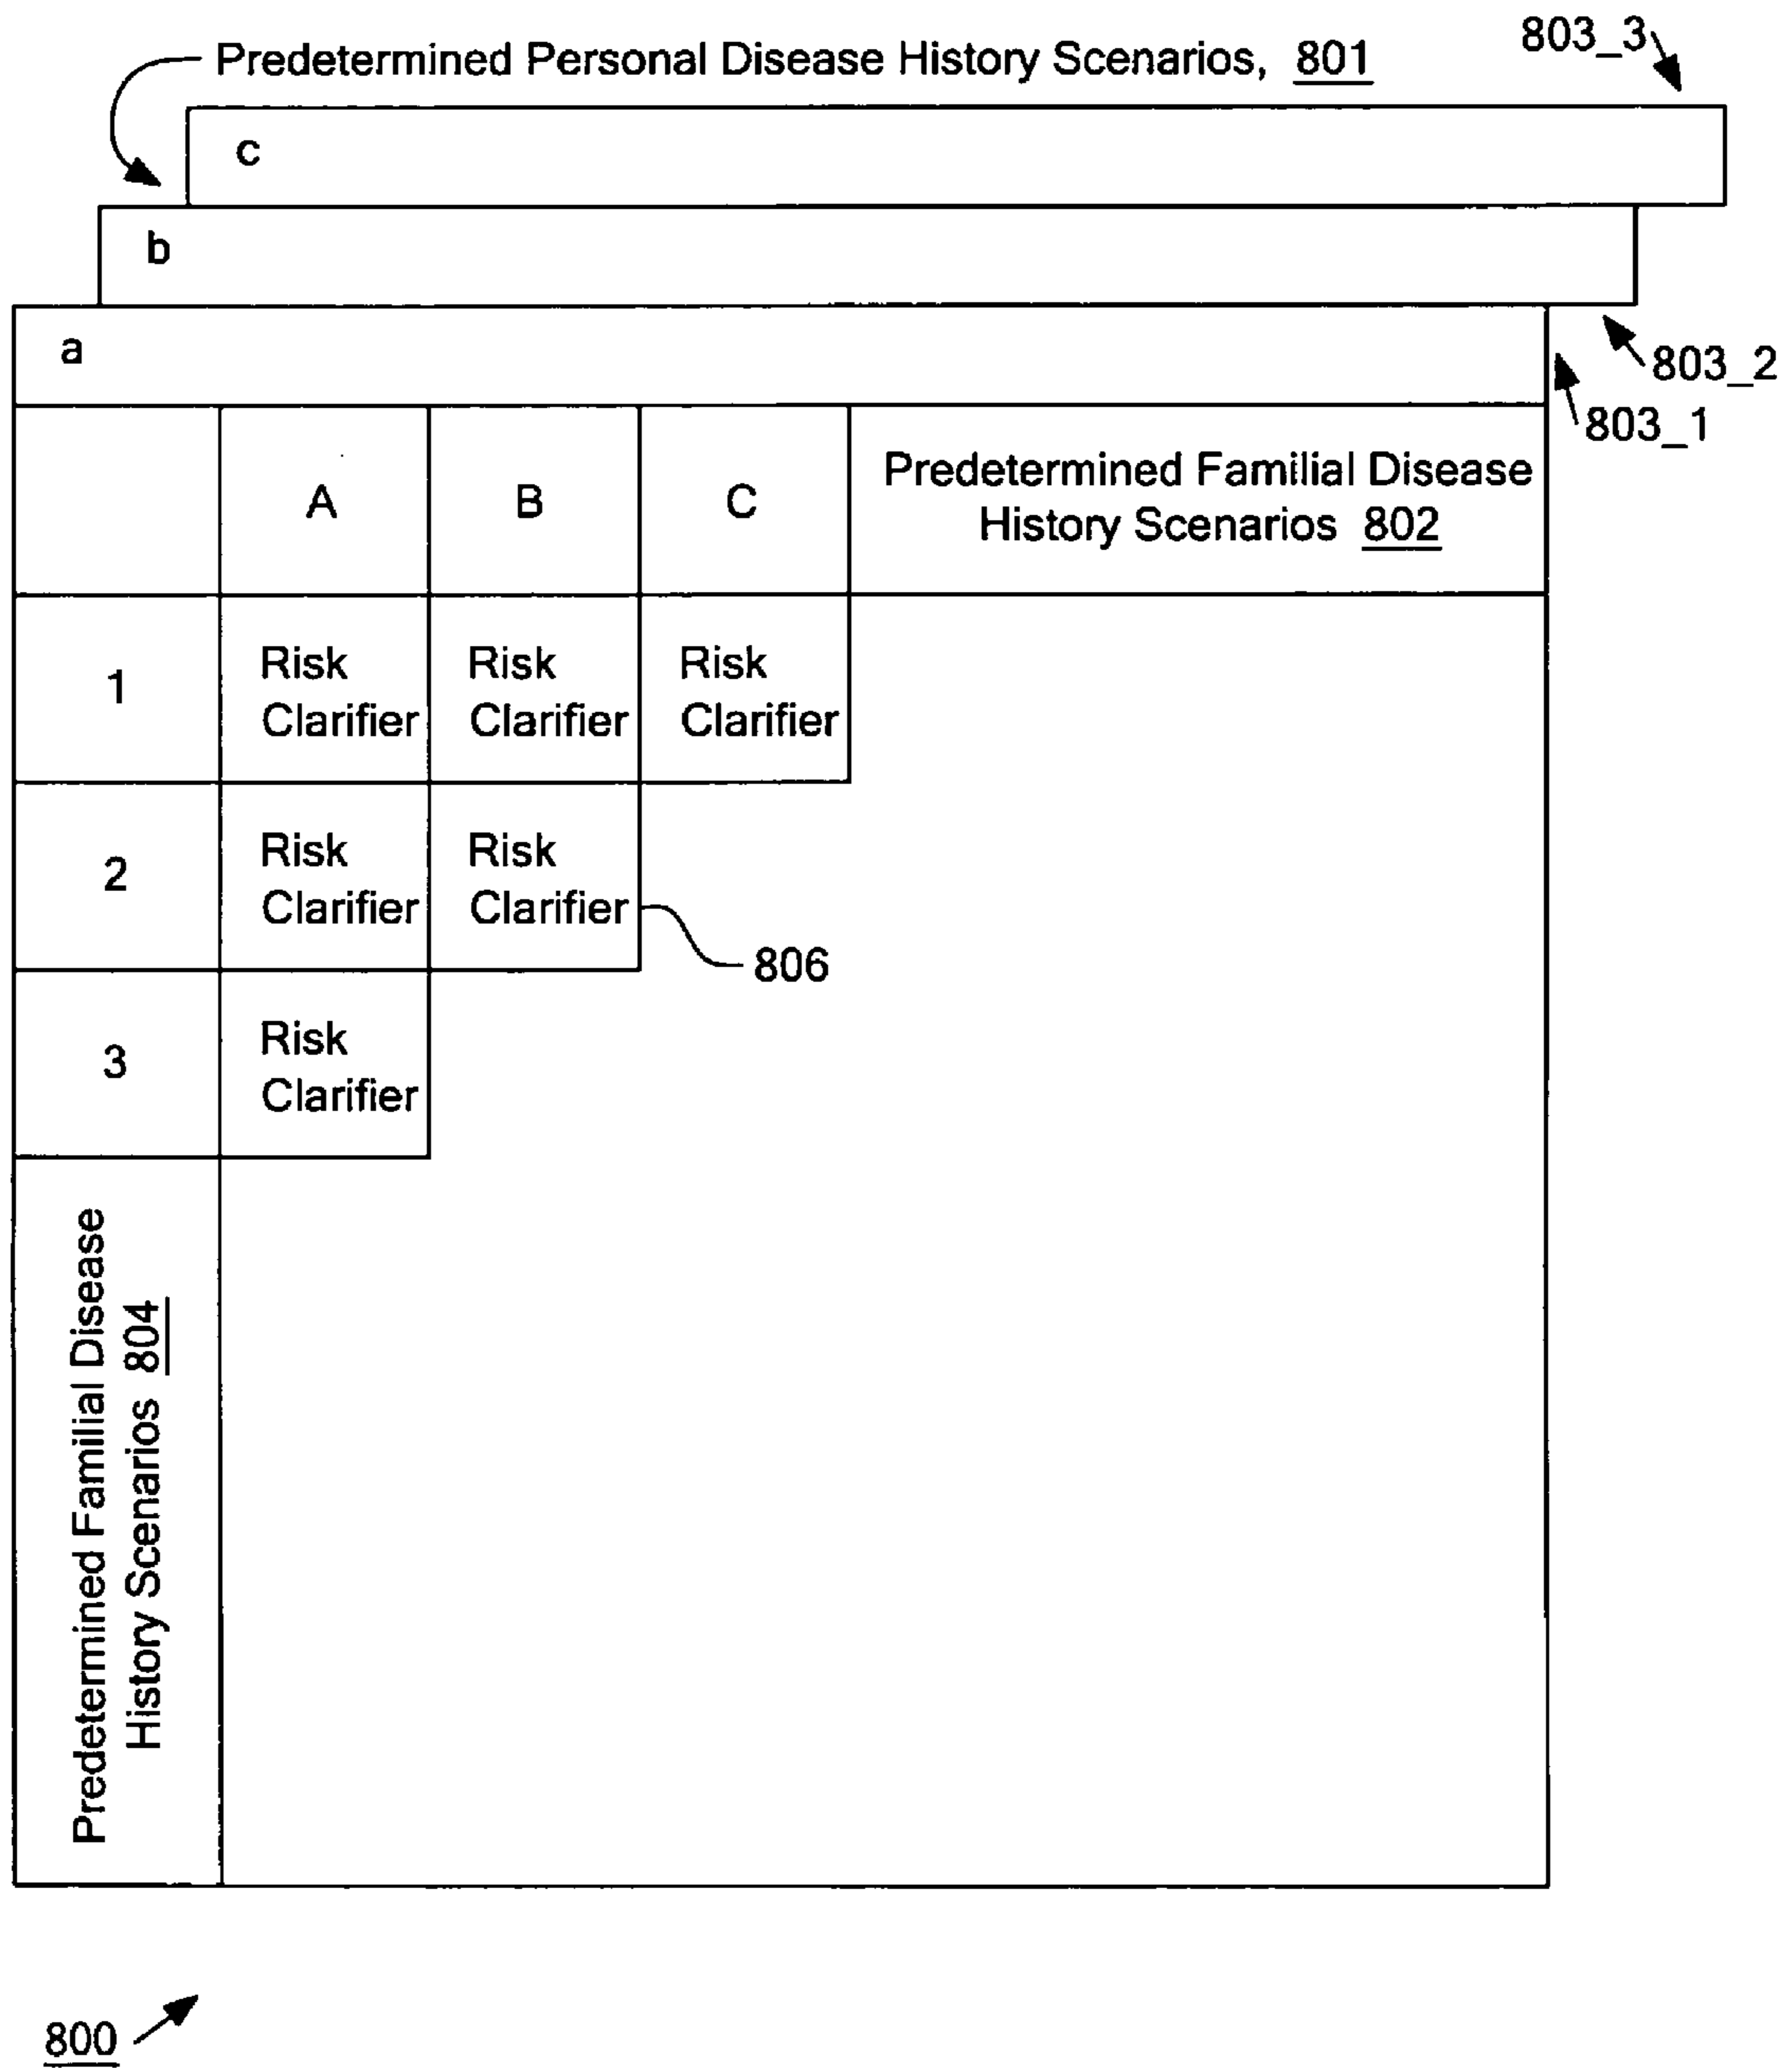 803_3
Predetermined Personal Disease History Scenarios, 801
c
b
a
803_2
803_1
A B C
Predetermined Familial Disease
History Scenarios 802
1
Risk Risk Risk
Clarifier Clarifier Clarifier
2
Risk Risk
Clarifier Clarifier
806
3
Risk
Clarifier
Predetermined Familial Disease
History Scenarios 804
800